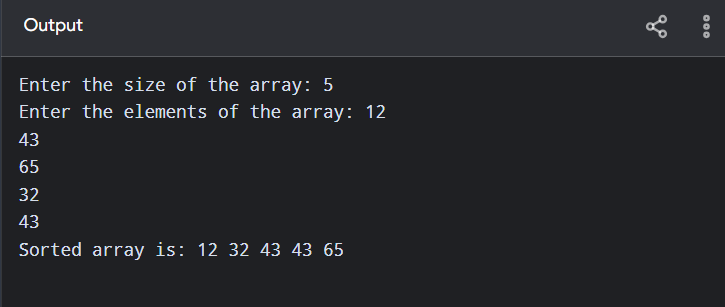 Output
Enter the size of the array: 5
Enter the elements of the array: 12
43
65
32
43
Sorted array is: 12 32 43 43 65